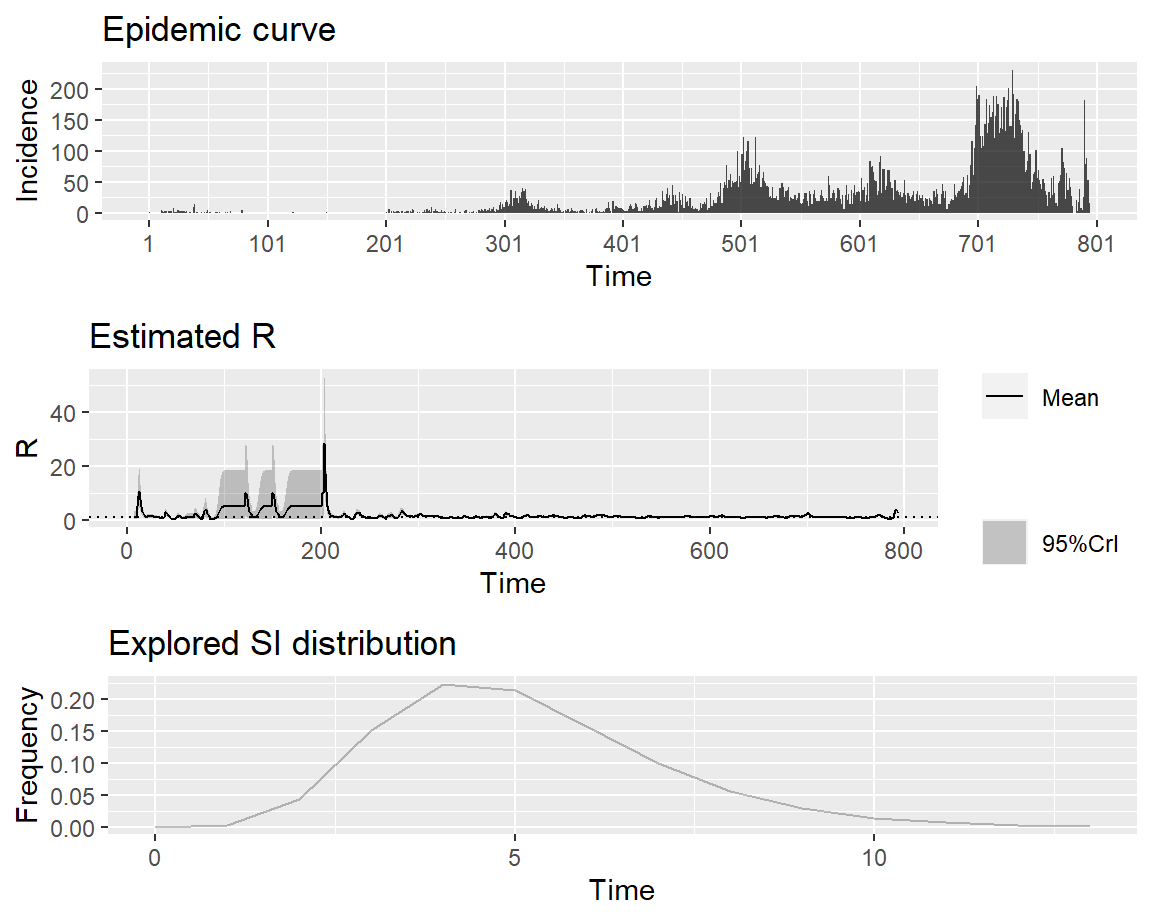 Epidemic curve
Incidence
200
150
100
50
0
1 101 201 301 401 501 601 701 801
Time
Estimated R
R
40
20
0
0 200 400 600 800
Time
Mean
95%CrI
Explored SI distribution
Frequency
0.20
0.15
0.10
0.05
0.00
0 5 10
Time